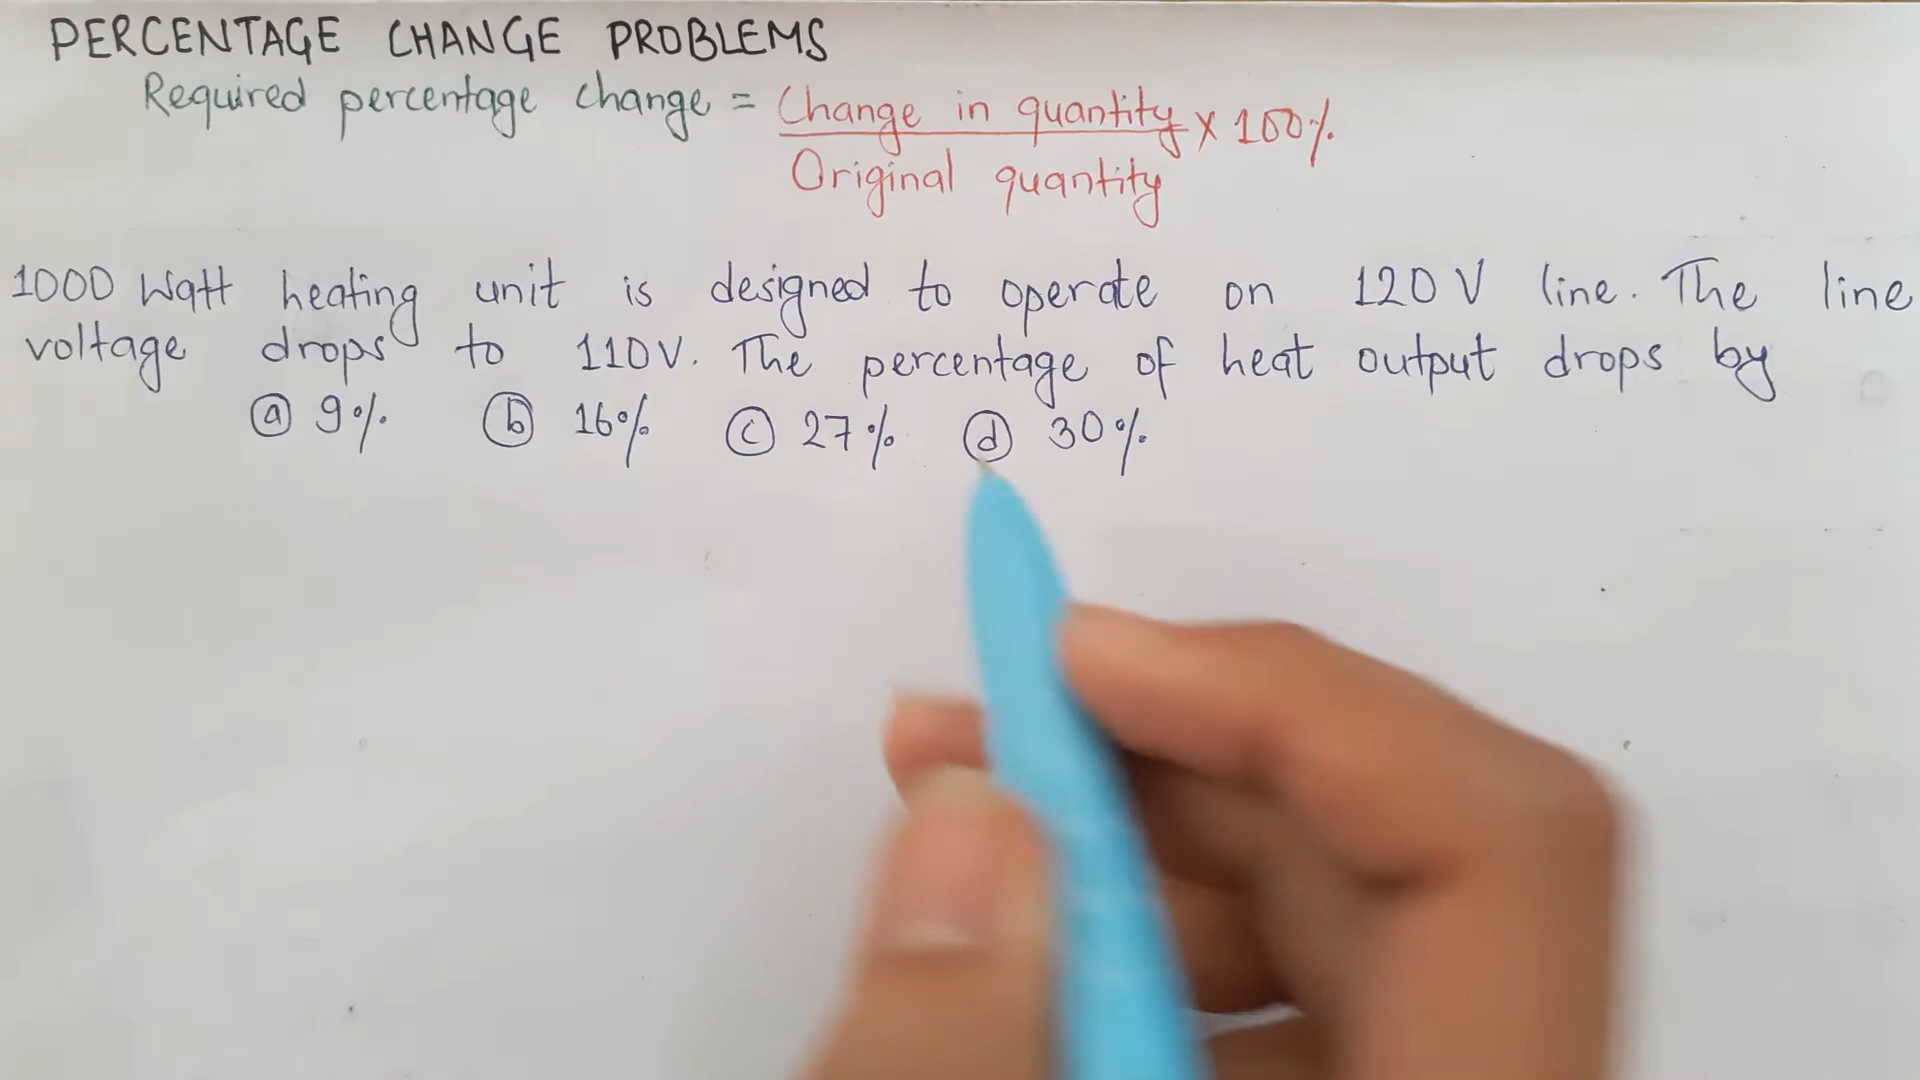 PERCENTAGE CHANGE PROBLEMS
Required percentage change = Change in quantity × 100%
Original quantity
1000 Watt heating unit is designed to operate on 120 V line. The line
voltage drops to 110V. The percentage of heat output drops by
ⓐ 9% ⓑ 16% ⓒ 27% ⓓ 30%